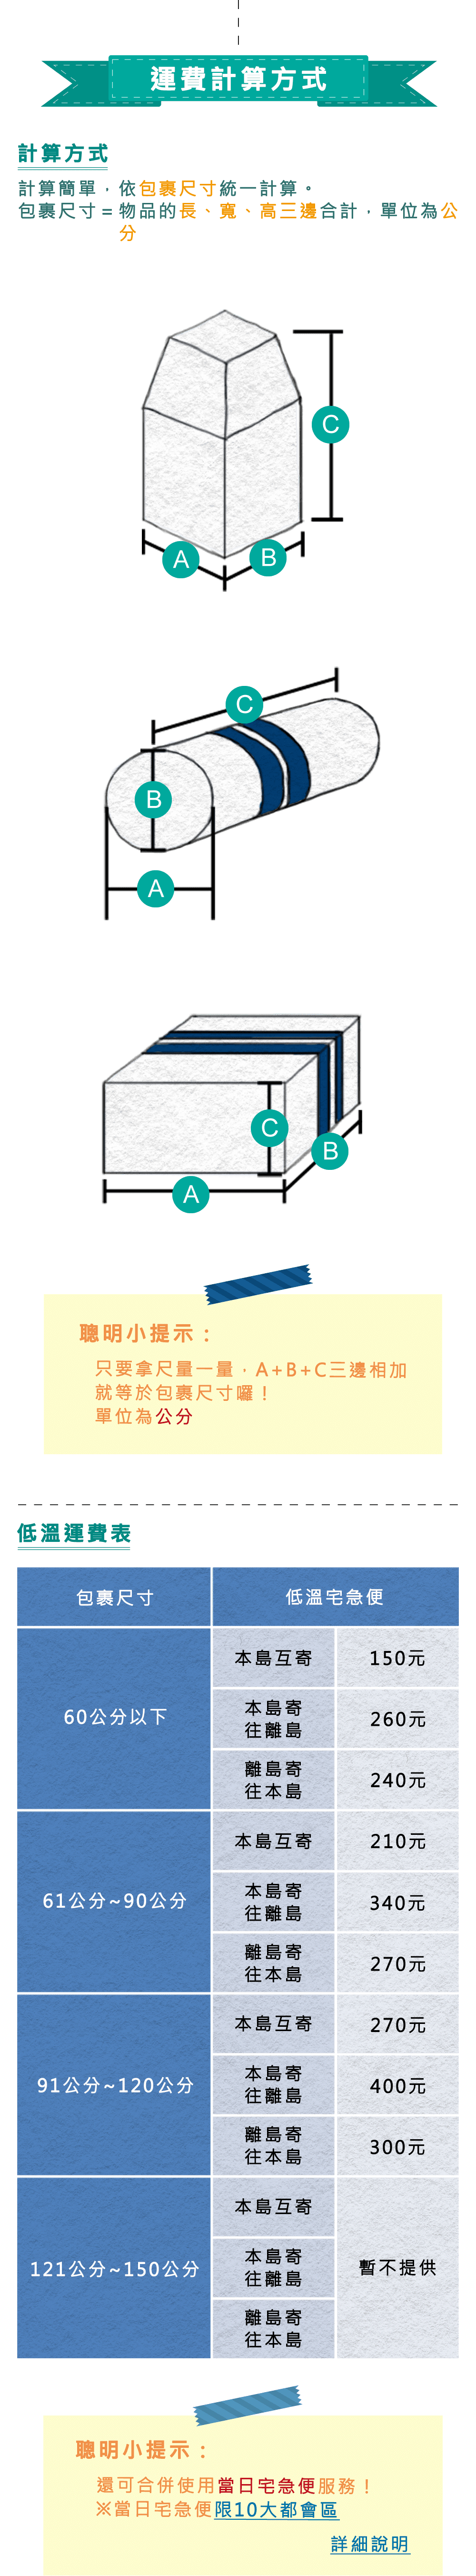 運費計算方式
計算方式
計算簡單，依包裹尺寸統一計算。
包裹尺寸＝物品的長、寬、高三邊合計，單位為公
分
C
A
B
C
B
A
C
B
A
聰明小提示：
只要拿尺量一量，A+B+C三邊相加
就等於包裹尺寸囉！
單位為公分
低溫運費表
包裹尺寸 低溫宅急便
60公分以下
本島互寄 150元
本島寄
往離島
260元
離島寄
往本島
240元
61公分~90公分
本島互寄 210元
本島寄
往離島
340元
離島寄
往本島
270元
91公分~120公分
本島互寄 270元
本島寄
往離島
400元
離島寄
往本島
300元
121公分~150公分
本島互寄
本島寄
往離島
離島寄
往本島
暫不提供
聰明小提示：
還可合併使用當日宅急便服務！
※當日宅急便限10大都會區
詳細說明